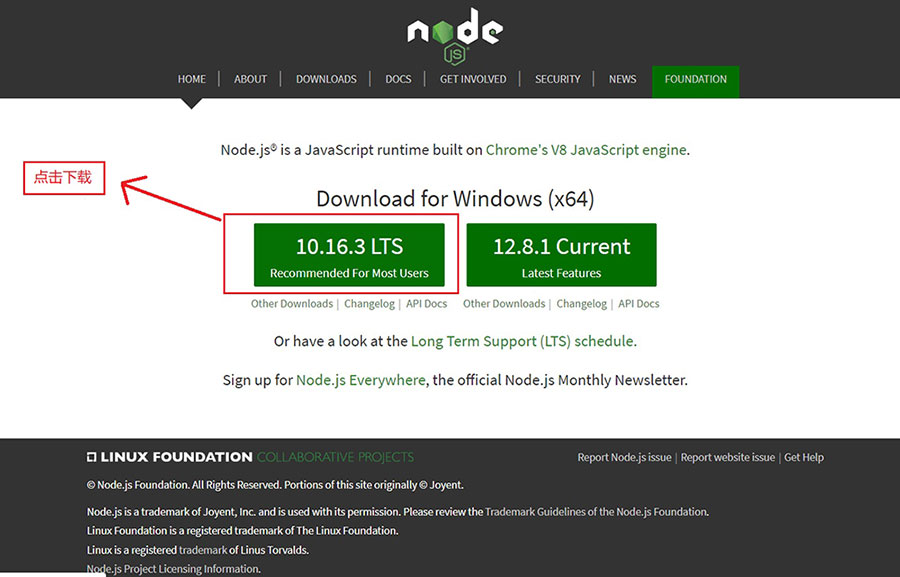 node
JS
HOME | ABOUT | DOWNLOADS | DOCS | GET INVOLVED | SECURITY | NEWS FOUNDATION
Node.js® is a JavaScript runtime built on Chrome's V8 JavaScript engine.
点击下载
Download for Windows (x64)
10.16.3 LTS
Recommended For Most Users
12.8.1 Current
Latest Features
Other Downloads | Changelog | API Docs
Other Downloads | Changelog | API Docs
Or have a look at the Long Term Support (LTS) schedule.
Sign up for Node.js Everywhere, the official Node.js Monthly Newsletter.
LINUX FOUNDATION COLLABORATIVE PROJECTS
Report Node.js issue | Report website issue | Get Help
© Node.js Foundation. All Rights Reserved. Portions of this site originally © Joyent.
Node.js is a trademark of Joyent, Inc. and is used with its permission. Please review the Trademark Guidelines of the Node.js Foundation.
Linux Foundation is a registered trademark of The Linux Foundation.
Linux is a registered trademark of Linus Torvalds.
Node.js Project Licensing Information.